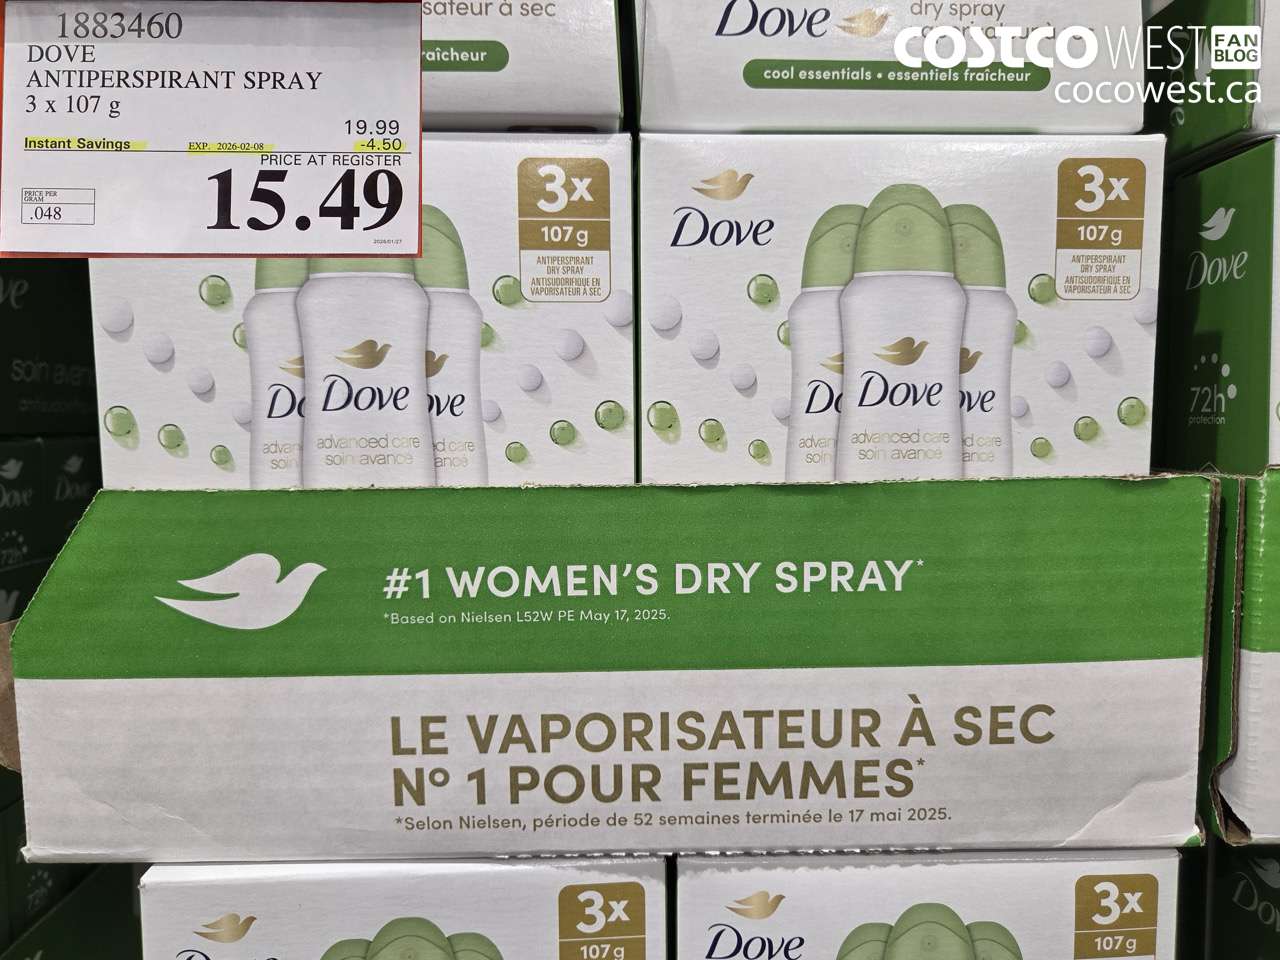 1883460
DOVE
ANTIPERSPIRANT SPRAY
3 x 107 g
19.99
Instant Savings EXP. 2026-02-08 -4.50
PRICE AT REGISTER
15.49
PRICE PER
GRAM
.048
2026/01/27
sateur à sec
raîcheur
Dove
dry spray
cool essentials • essentiels fraîcheur
COSTCO WEST FAN
BLOG
cocowest.ca
3x
107g
ANTIPERSPIRANT
DRY SPRAY
ANTISUDORIFIQUE EN
VAPORISATEUR À SEC
Dove
advanced care
soin avancé
Dove
3x
107g
ANTIPERSPIRANT
DRY SPRAY
ANTISUDORIFIQUE EN
VAPORISATEUR À SEC
Dove
advanced care
soin avancé
Dove
72h
protection
#1 WOMEN'S DRY SPRAY*
*Based on Nielsen L52W PE May 17, 2025.
LE VAPORISATEUR À SEC
Nº 1 POUR FEMMES*
*Selon Nielsen, période de 52 semaines terminée le 17 mai 2025.
3x
107g
Dove
3x
107g